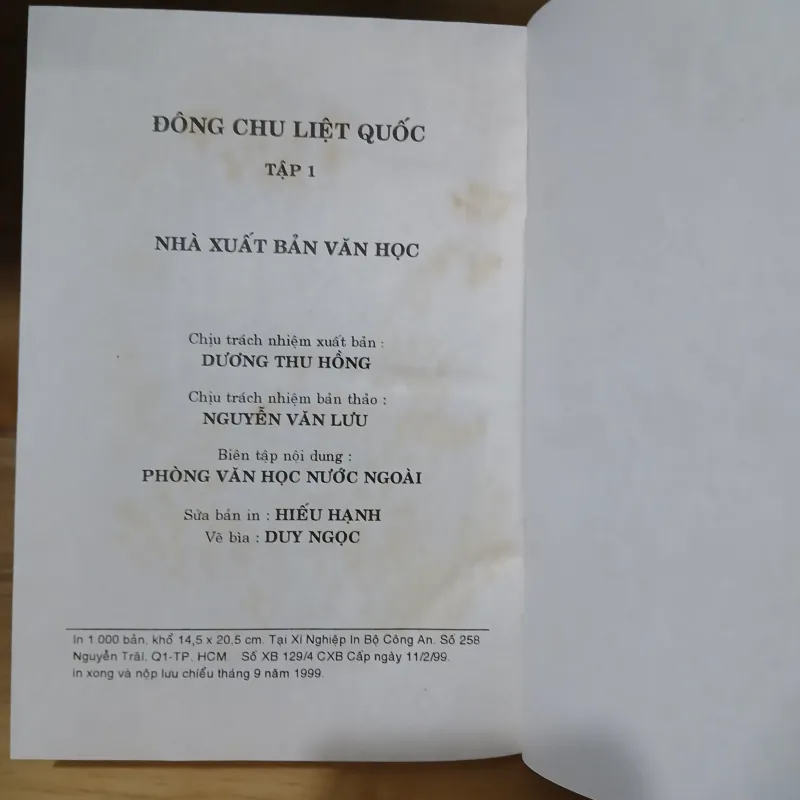 ĐÔNG CHU LIỆT QUỐC
TẬP 1
NHÀ XUẤT BẢN VĂN HỌC
Chịu trách nhiệm xuất bản :
DƯƠNG THU HỒNG
Chịu trách nhiệm bản thảo :
NGUYỄN VĂN LƯU
Biên tập nội dung :
PHÒNG VĂN HỌC NƯỚC NGOÀI
Sửa bản in : HIẾU HẠNH
Vẽ bìa : DUY NGỌC
In 1.000 bản, khổ 14,5 x 20,5 cm. Tại Xí Nghiệp In Bộ Công An. Số 258
Nguyễn Trãi, Q1-TP. HCM. Số XB 129/4 CXB Cấp ngày 11/2/99.
in xong và nộp lưu chiểu tháng 9 năm 1999.